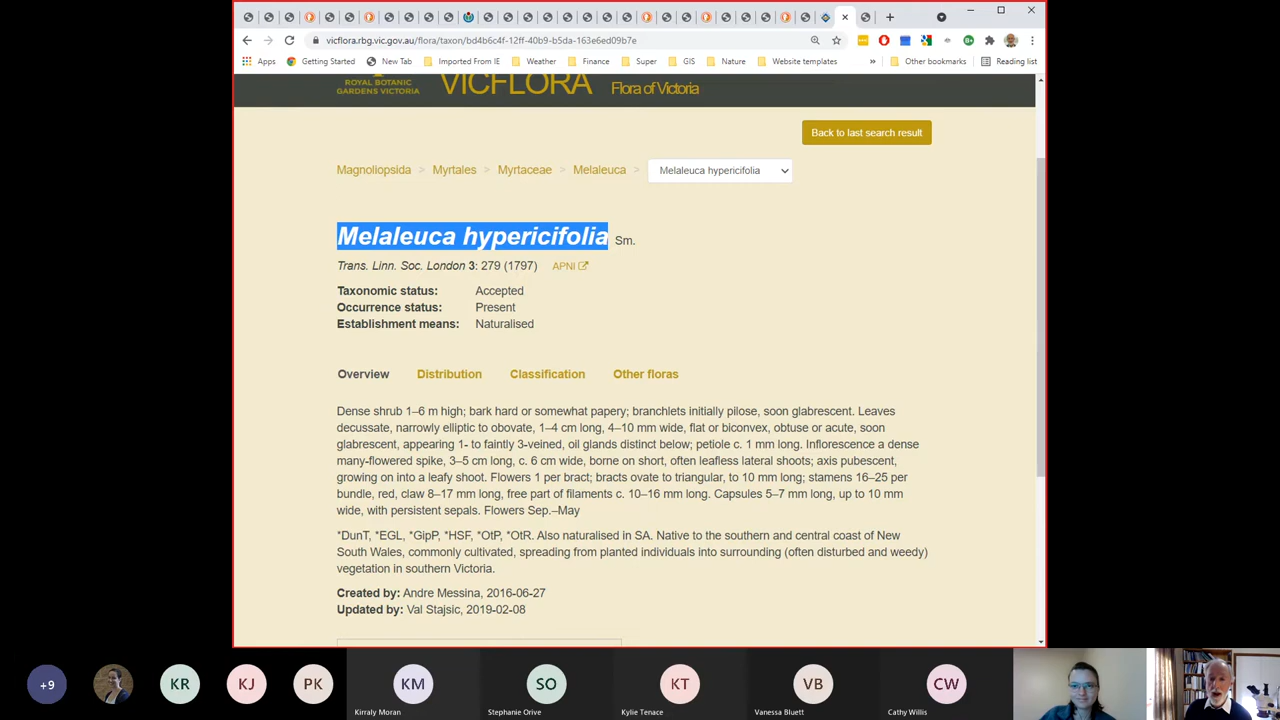 vicflora.rbg.vic.gov.au/flora/taxon/bd4b6c4f-12ff-40b9-b5da-163e6ed09b7e
Apps Getting Started New Tab Imported From IE Weather Finance Super GIS Nature Website templates » Other bookmarks Reading list
ROYAL BOTANIC
GARDENS VICTORIA
VICFLORA Flora of Victoria
Back to last search result
Magnoliopsida > Myrtales > Myrtaceae > Melaleuca > Melaleuca hypericifolia
Melaleuca hypericifolia Sm.
Trans. Linn. Soc. London 3: 279 (1797) APNI
Taxonomic status: Accepted
Occurrence status: Present
Establishment means: Naturalised
Overview Distribution Classification Other floras
Dense shrub 1–6 m high; bark hard or somewhat papery; branchlets initially pilose, soon glabrescent. Leaves
decussate, narrowly elliptic to obovate, 1–4 cm long, 4–10 mm wide, flat or biconvex, obtuse or acute, soon
glabrescent, appearing 1- to faintly 3-veined, oil glands distinct below; petiole c. 1 mm long. Inflorescence a dense
many-flowered spike, 3–5 cm long, c. 6 cm wide, borne on short, often leafless lateral shoots; axis pubescent,
growing on into a leafy shoot. Flowers 1 per bract; bracts ovate to triangular, to 10 mm long; stamens 16–25 per
bundle, red, claw 8–17 mm long, free part of filaments c. 10–16 mm long. Capsules 5–7 mm long, up to 10 mm
wide, with persistent sepals. Flowers Sep.–May
*DunT, *EGL, *GipP, *HSF, *OtP, *OtR. Also naturalised in SA. Native to the southern and central coast of New
South Wales, commonly cultivated, spreading from planted individuals into surrounding (often disturbed and weedy)
vegetation in southern Victoria.
Created by: Andre Messina, 2016-06-27
Updated by: Val Stajsic, 2019-02-08
+9 KR KJ PK KM SO KT VB CW
Kirraly Moran Stephanie Orive Kylie Tenace Vanessa Bluett Cathy Willis